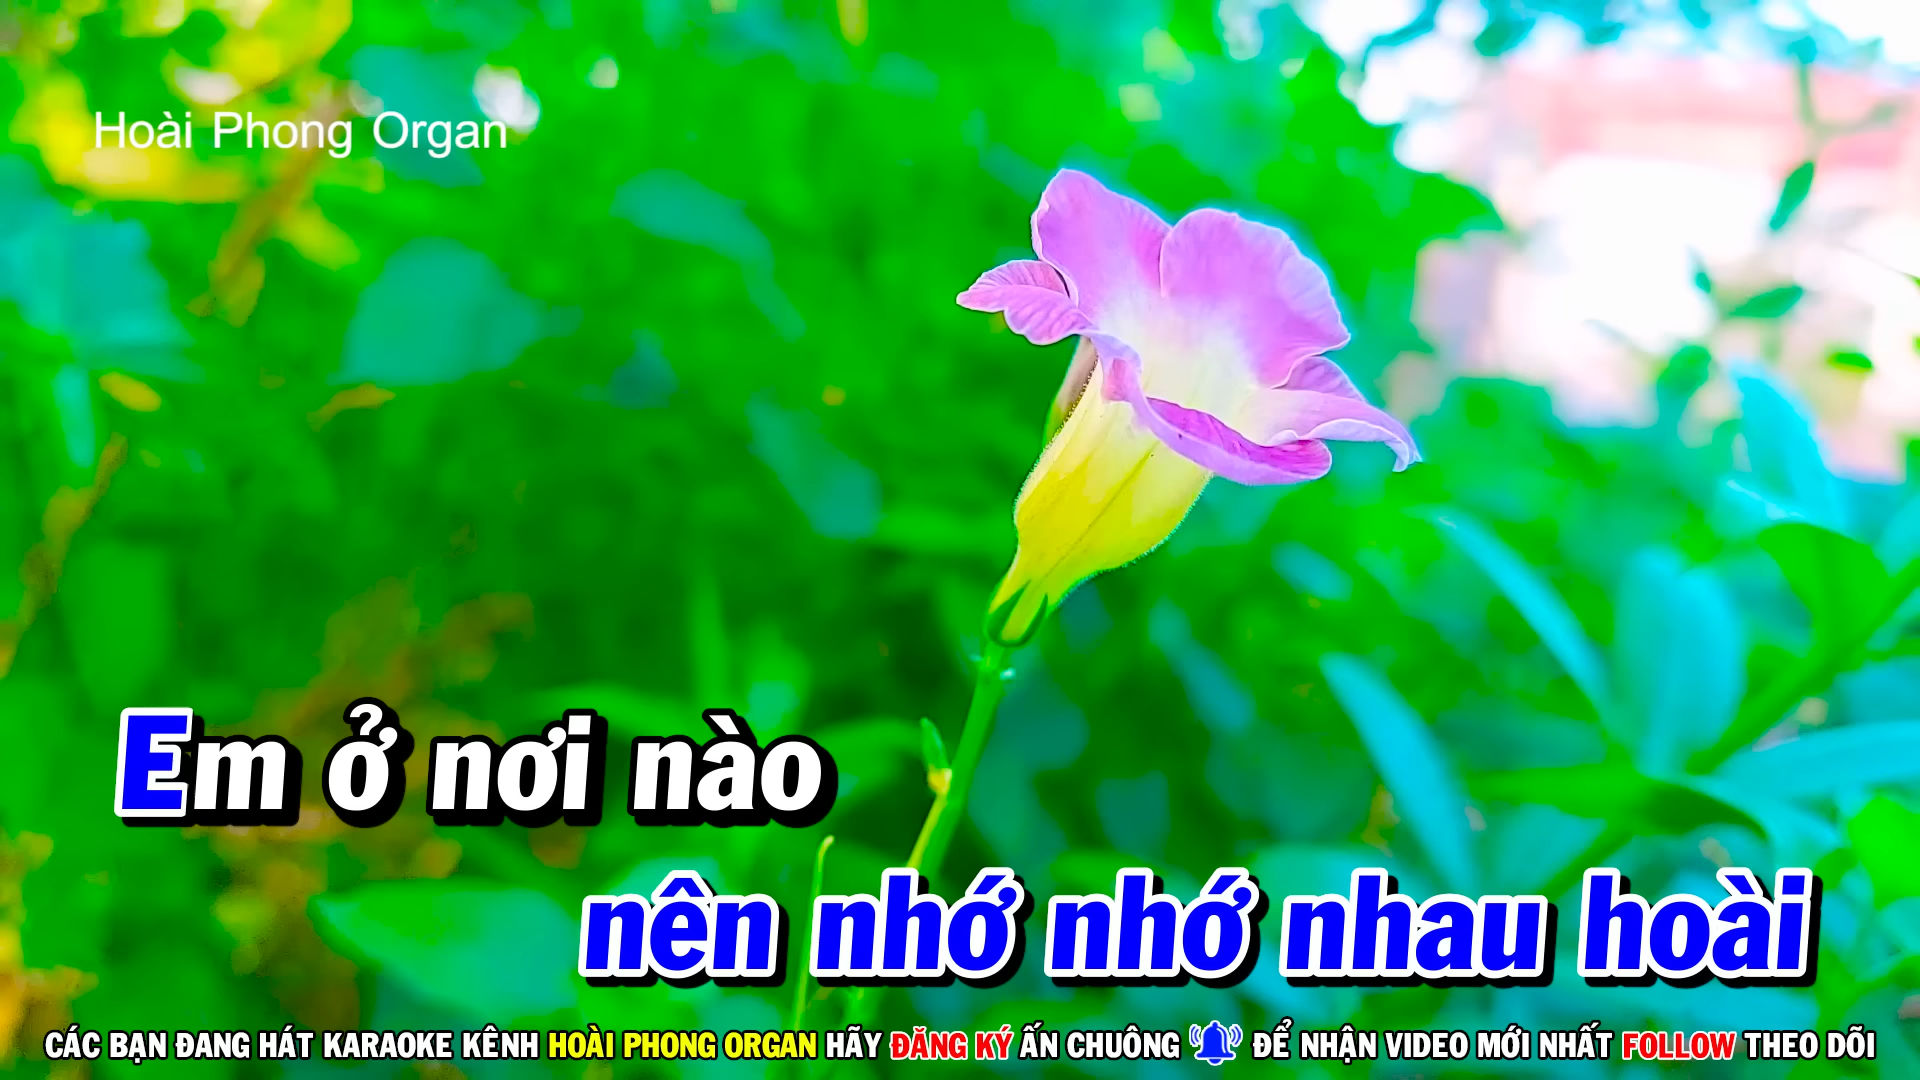 Hoài Phong Organ
Em ở nơi nào
nên nhớ nhớ nhau hoài
CÁC BẠN ĐANG HÁT KARAOKE KÊNH HOÀI PHONG ORGAN HÃY ĐĂNG KÝ ẤN CHUÔNG ĐỂ NHẬN VIDEO MỚI NHẤT FOLLOW THEO DÕI